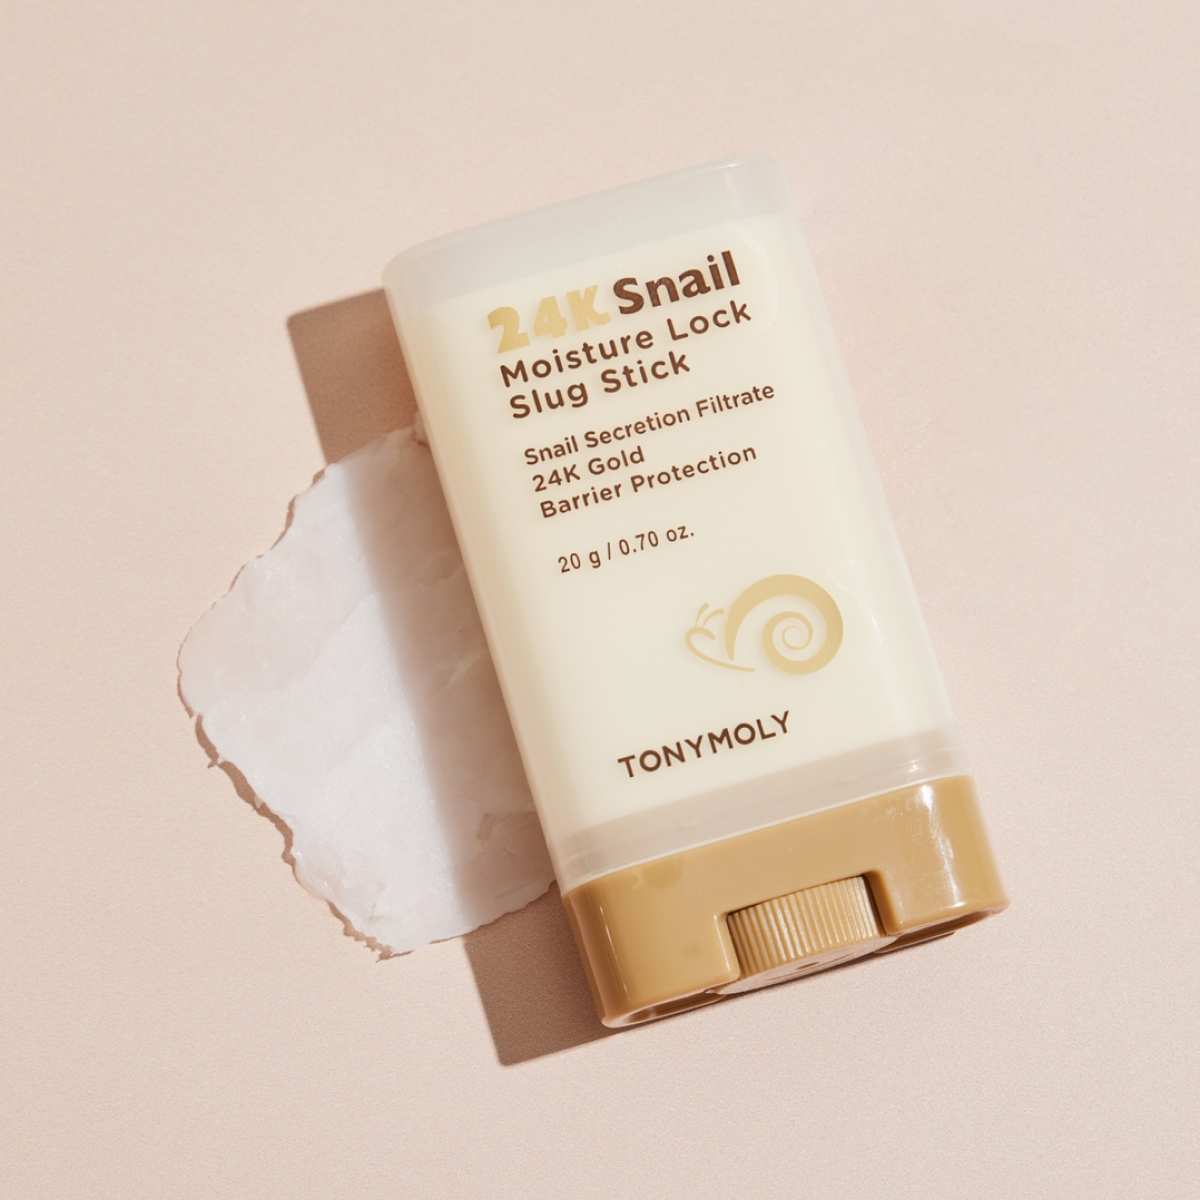 24K Snail
Moisture Lock
Slug Stick
Snail Secretion Filtrate
24K Gold
Barrier Protection
20 g / 0.70 oz.
TONYMOLY